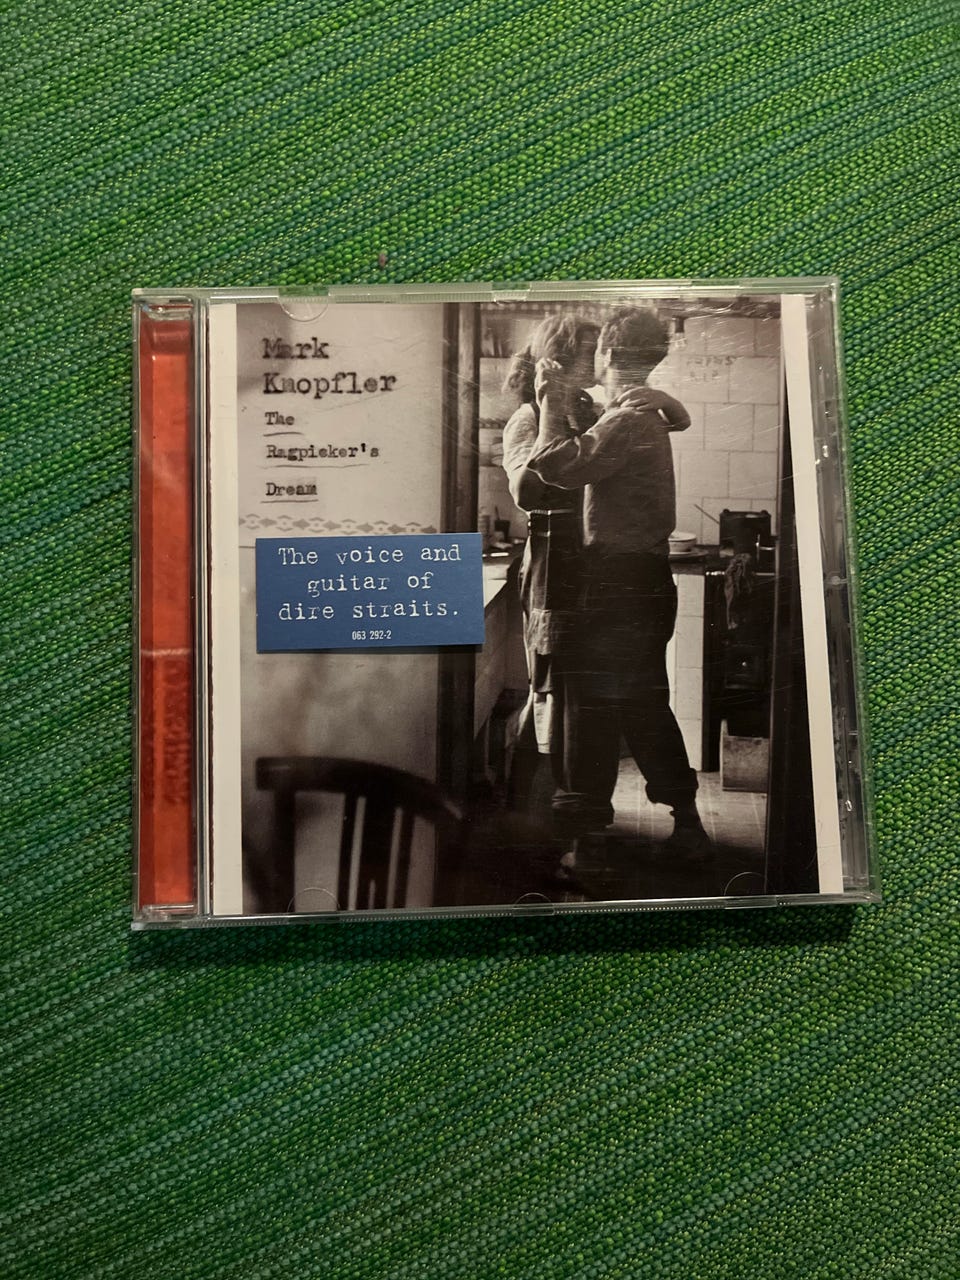 Mark
Knopfler
The
Ragpicker's
Dream
The voice and
guitar of
dire straits.
063 292-2